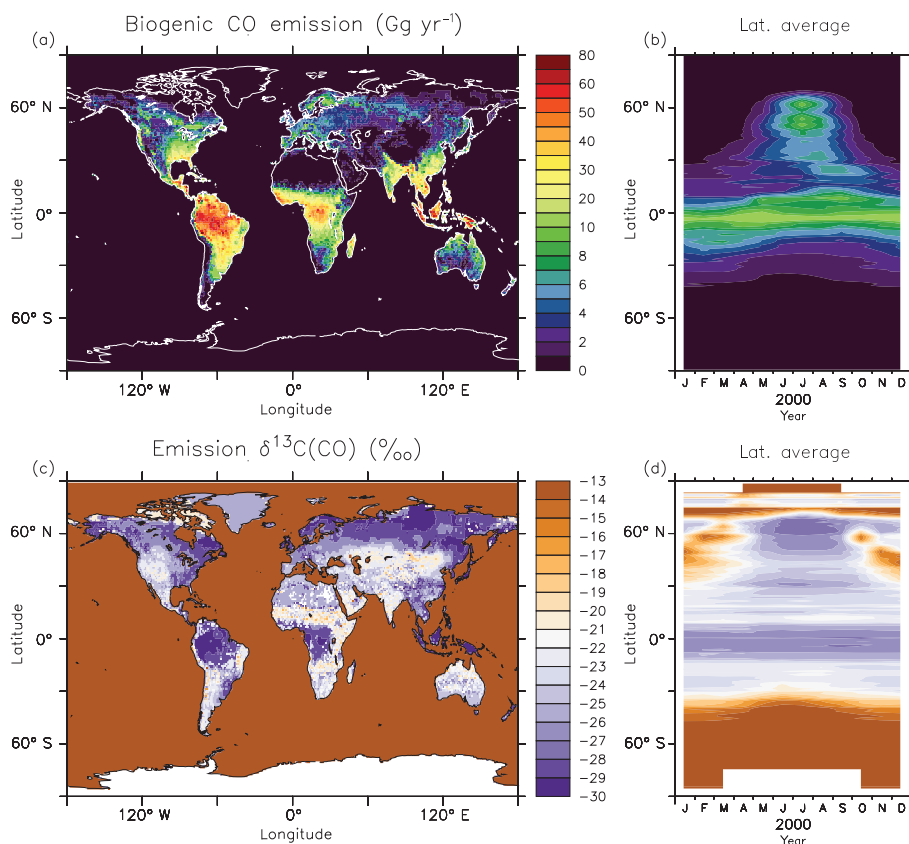 Biogenic CO emission (Gg yr⁻¹)
(a)
Latitude
60° N
0°
60° S
120° W
0°
120° E
Longitude
80
60
50
40
30
20
10
8
6
4
2
0
Lat. average
(b)
Latitude
60° N
0°
60° S
J F M A M J J A S O N D
2000
Year
Emission δ¹³C(CO) (‰)
(c)
Latitude
60° N
0°
60° S
120° W
0°
120° E
Longitude
-13
-14
-15
-16
-17
-18
-19
-20
-21
-22
-23
-24
-25
-26
-27
-28
-29
-30
Lat. average
(d)
Latitude
60° N
0°
60° S
J F M A M J J A S O N D
2000
Year